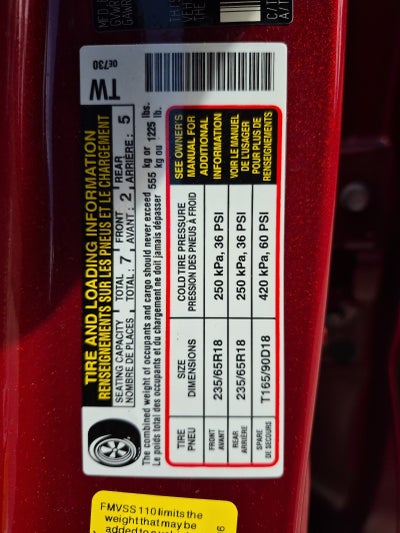 TIRE AND LOADING INFORMATION
RENSEIGNEMENTS SUR LES PNEUS ET LE CHARGEMENT
SEATING CAPACITY TOTAL : 7 FRONT 2 REAR 5
NOMBRE DE PLACES TOTAL : AVANT : ARRIÈRE :
TW
0C730
The combined weight of occupants and cargo should never exceed 555 kg or 1225 lbs.
Le poids total des occupants et du chargement ne doit jamais dépasser kg ou lb.
TIRE
PNEU
SIZE
DIMENSIONS
COLD TIRE PRESSURE
PRESSION DES PNEUS À FROID
SEE OWNER'S
MANUAL FOR
ADDITIONAL
INFORMATION
FRONT
AVANT
235/65R18
250 kPa, 36 PSI
REAR
ARRIÈRE
235/65R18
250 kPa, 36 PSI
VOIR LE MANUEL
DE L'USAGER
POUR PLUS DE
RENSEIGNEMENTS
SPARE
DE SECOURS
T165/90D18
420 kPa, 60 PSI
FMVSS 110 limits the
weight that may be